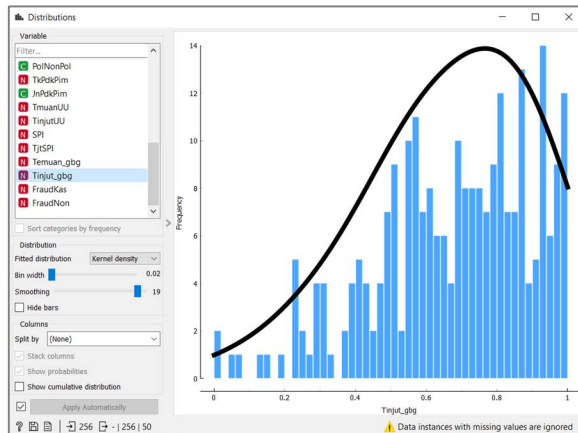 Distributions
Variable
Filter...
C PolNonPol
N TkPdkPim
C JnPdkPim
N TmuanUU
N TinjutUU
N SPI
N TjtSPI
N Temuan_gbg
N Tinjut_gbg
N FraudKas
N FraudNon
Sort categories by frequency
Distribution
Fitted distribution Kernel density
Bin width 0.02
Smoothing 19
Hide bars
Columns
Split by (None)
Stack columns
Show probabilities
Show cumulative distribution
Apply Automatically
? 256 - | 256 | 50
14
12
10
8
6
4
2
0
Frequency
0 0.2 0.4 0.6 0.8 1
Tinjut_gbg
Data instances with missing values are ignored